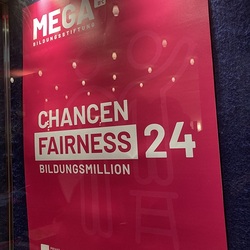 MEGA
BILDUNGSSTIFTUNG
CHANCEN
FAIRNESS 24
BILDUNGSMILLION